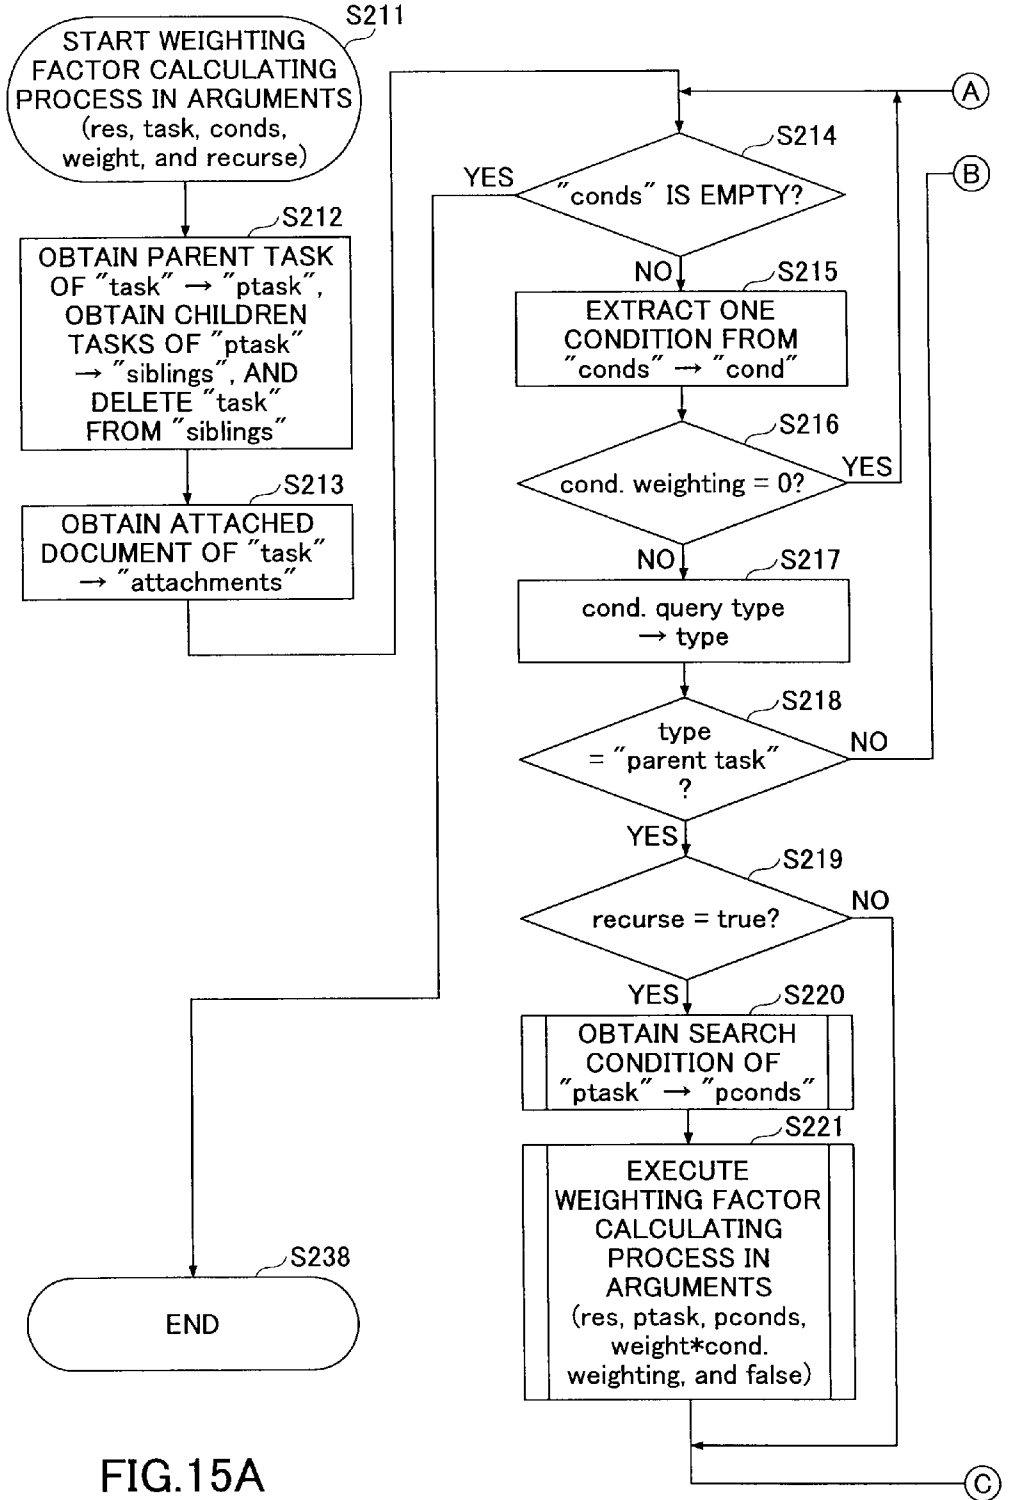 S211
START WEIGHTING
FACTOR CALCULATING
PROCESS IN ARGUMENTS
(res, task, conds,
weight, and recurse)
S212
OBTAIN PARENT TASK
OF "task" → "ptask",
OBTAIN CHILDREN
TASKS OF "ptask"
→ "siblings", AND
DELETE "task"
FROM "siblings"
S213
OBTAIN ATTACHED
DOCUMENT OF "task"
→ "attachments"
A
S214
B
YES
"conds" IS EMPTY?
NO
S215
EXTRACT ONE
CONDITION FROM
"conds" → "cond"
S216
YES
cond. weighting = 0?
NO
S217
cond. query type
→ type
S218
type
= "parent task"
?
NO
YES
S219
NO
recurse = true?
YES
S220
OBTAIN SEARCH
CONDITION OF
"ptask" → "pconds"
S221
EXECUTE
WEIGHTING FACTOR
CALCULATING
PROCESS IN
ARGUMENTS
(res, ptask, pconds,
weight*cond.
weighting, and false)
S238
END
C
FIG.15A